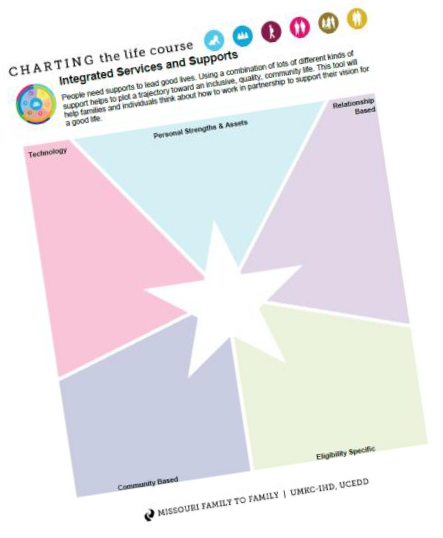 CHARTING the life course
Integrated Services and Supports
People need supports to lead good lives. Using a combination of lots of different kinds of
support helps to plot a trajectory toward an inclusive, quality, community life. This tool will
help families and individuals think about how to work in partnership to support their vision for
a good life.
Technology
Personal Strengths & Assets
Relationship
Based
Community Based
Eligibility Specific
MISSOURI FAMILY TO FAMILY | UMKC-IHD, UCEDD